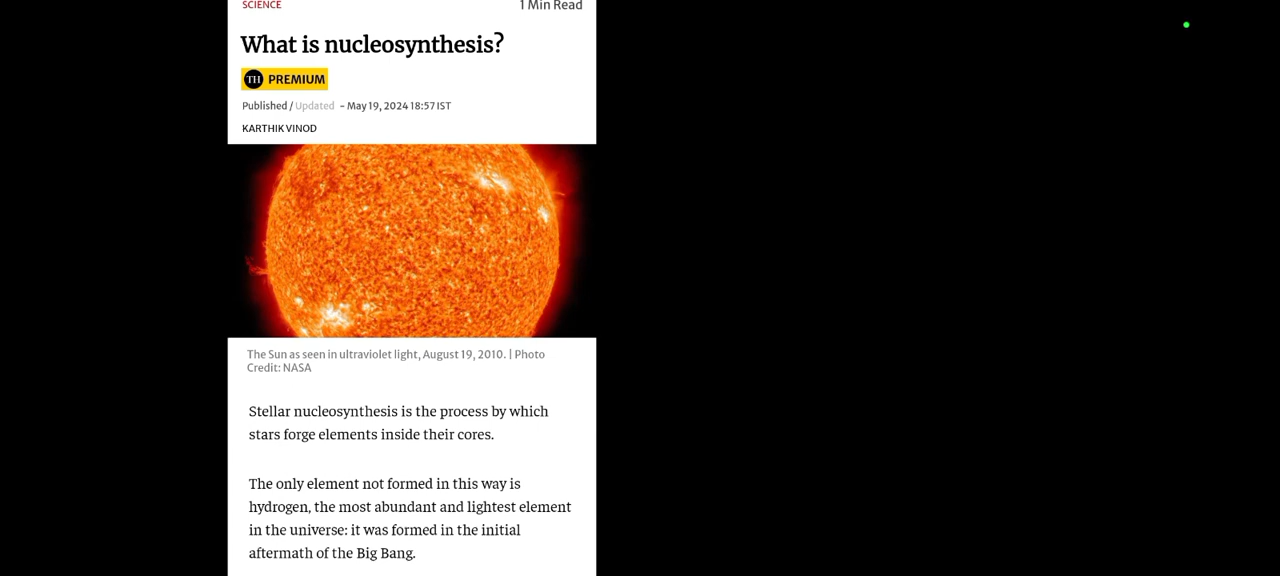 SCIENCE
1 Min Read
What is nucleosynthesis?
TH PREMIUM
Published / Updated - May 19, 2024 18:57 IST
KARTHIK VINOD
The Sun as seen in ultraviolet light, August 19, 2010. | Photo
Credit: NASA
Stellar nucleosynthesis is the process by which
stars forge elements inside their cores.
The only element not formed in this way is
hydrogen, the most abundant and lightest element
in the universe: it was formed in the initial
aftermath of the Big Bang.